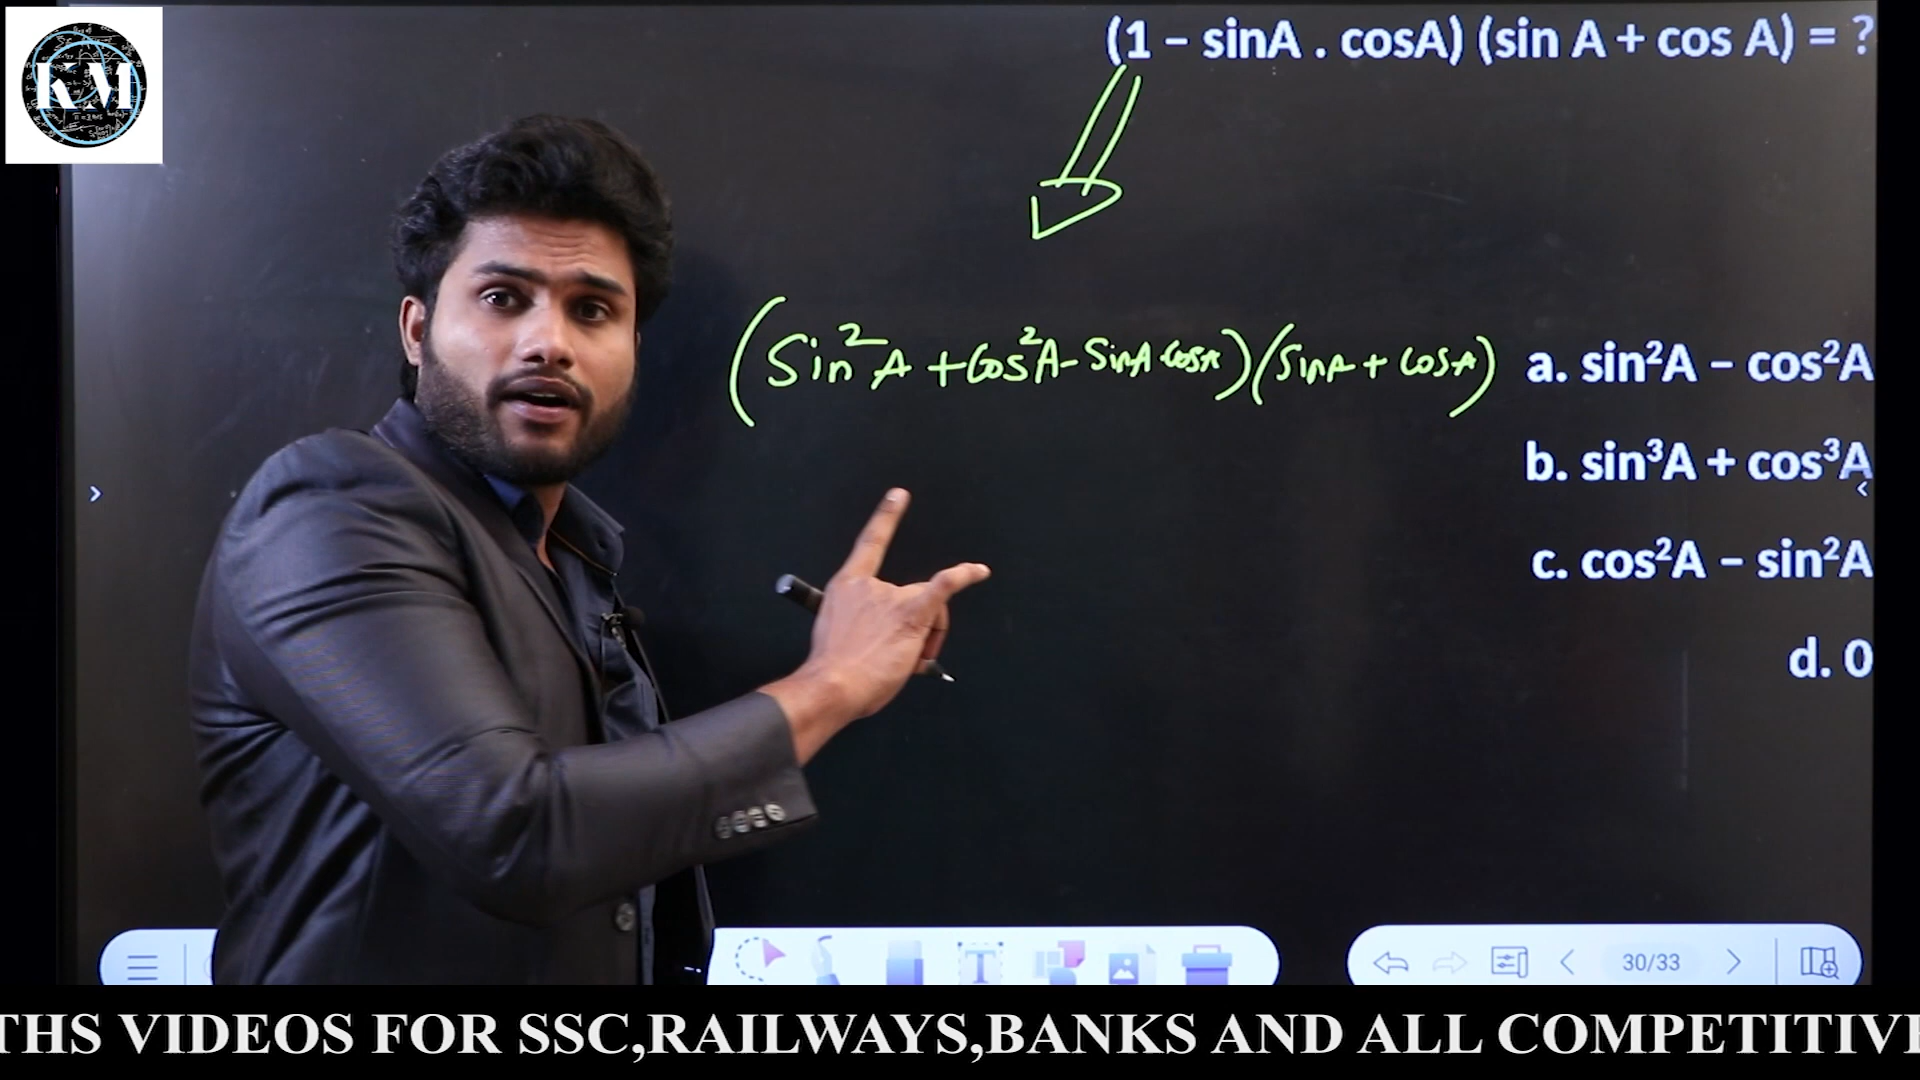 KM
(1 – sinA . cosA) (sin A + cos A) = ?
(Sin²A + Cos²A - SinA·CosA)(SinA + CosA)
a. sin²A – cos²A
b. sin³A + cos³A
c. cos²A – sin²A
d. 0
T
30/33
THS VIDEOS FOR SSC,RAILWAYS,BANKS AND ALL COMPETITIVE